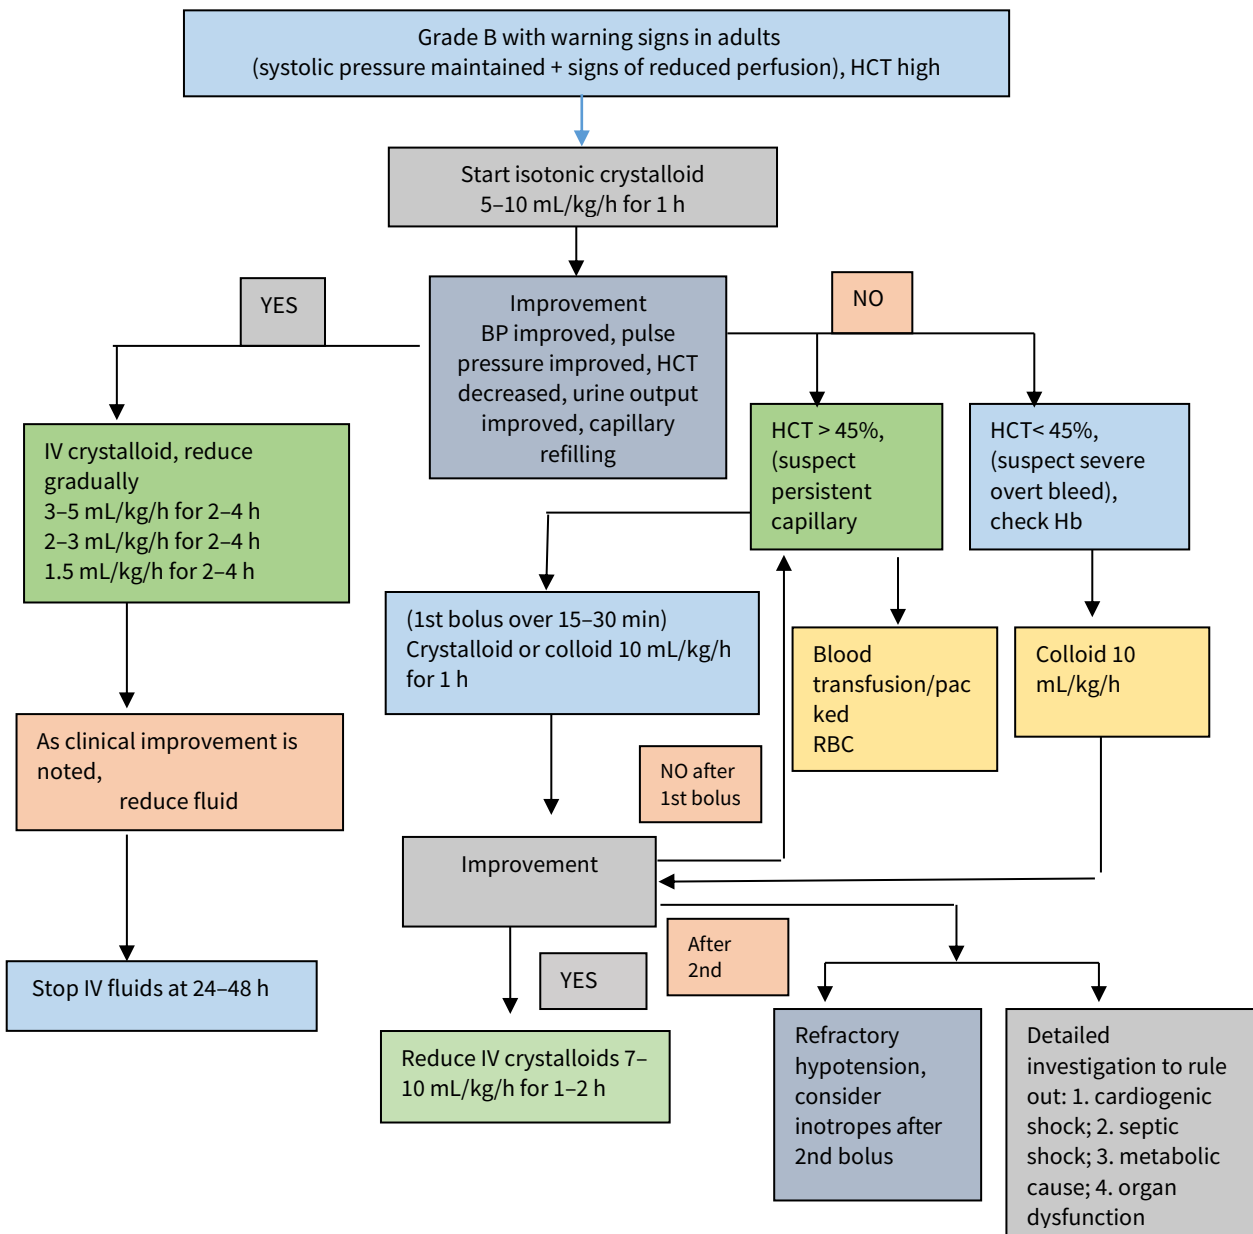 Grade B with warning signs in adults
(systolic pressure maintained + signs of reduced perfusion), HCT high
Start isotonic crystalloid
5–10 mL/kg/h for 1 h
YES
Improvement
BP improved, pulse
pressure improved, HCT
decreased, urine output
improved, capillary
refilling
NO
IV crystalloid, reduce
gradually
3–5 mL/kg/h for 2–4 h
2–3 mL/kg/h for 2–4 h
1.5 mL/kg/h for 2–4 h
HCT > 45%,
(suspect
persistent
capillary
HCT< 45%,
(suspect severe
overt bleed),
check Hb
(1st bolus over 15–30 min)
Crystalloid or colloid 10 mL/kg/h
for 1 h
Blood
transfusion/pac
ked
RBC
Colloid 10
mL/kg/h
As clinical improvement is
noted,
reduce fluid
NO after
1st bolus
Improvement
After
2nd
YES
Stop IV fluids at 24–48 h
Reduce IV crystalloids 7–
10 mL/kg/h for 1–2 h
Refractory
hypotension,
consider
inotropes after
2nd bolus
Detailed
investigation to rule
out: 1. cardiogenic
shock; 2. septic
shock; 3. metabolic
cause; 4. organ
dysfunction